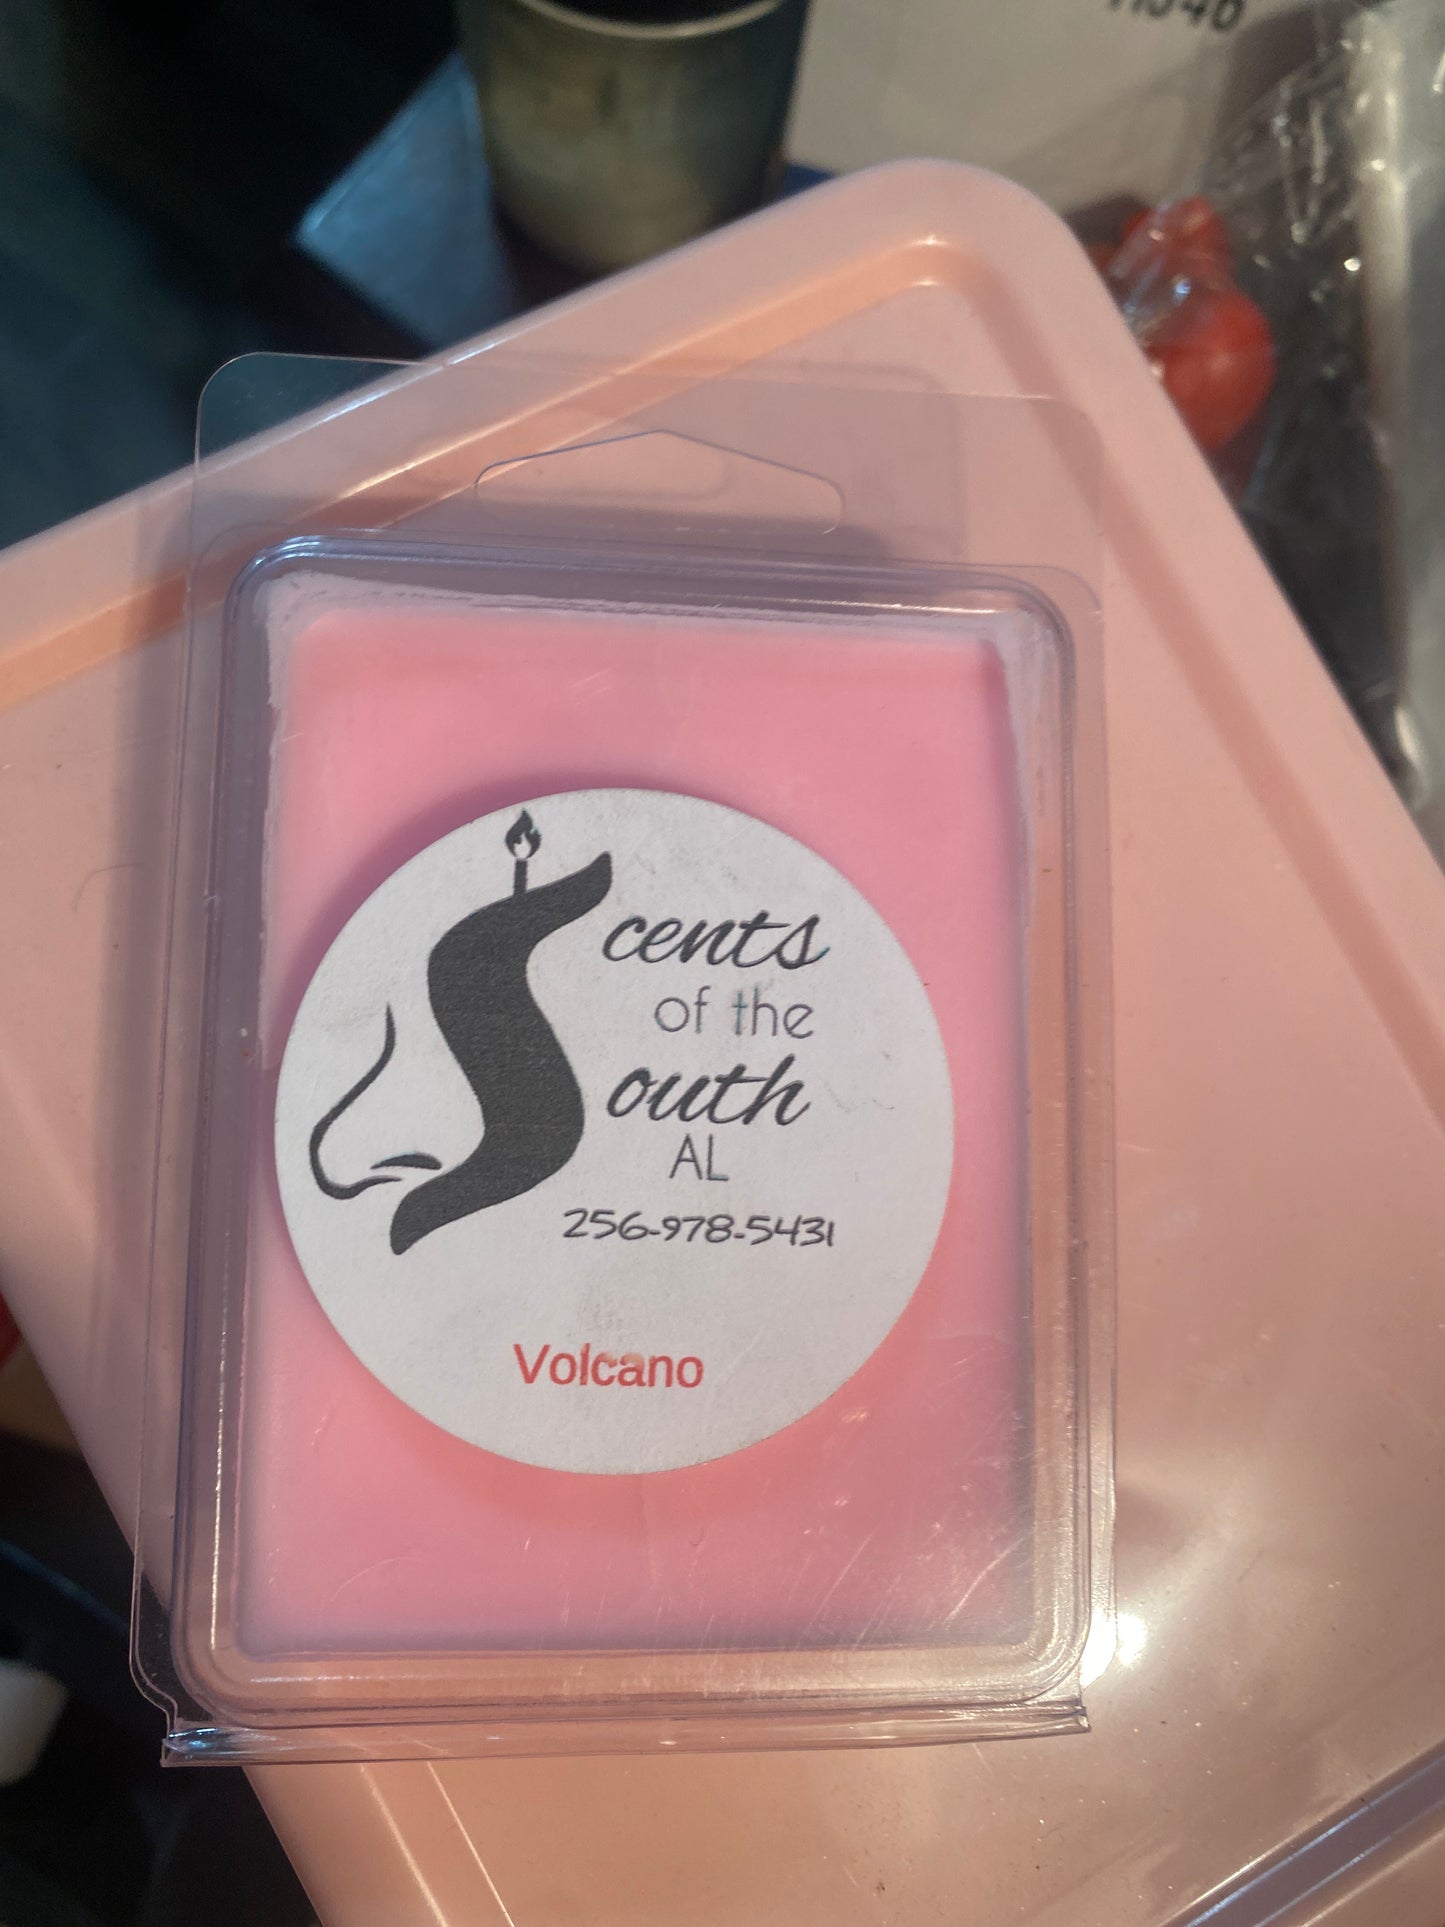 Scents
of the
South
AL
256-978-5431
Volcano